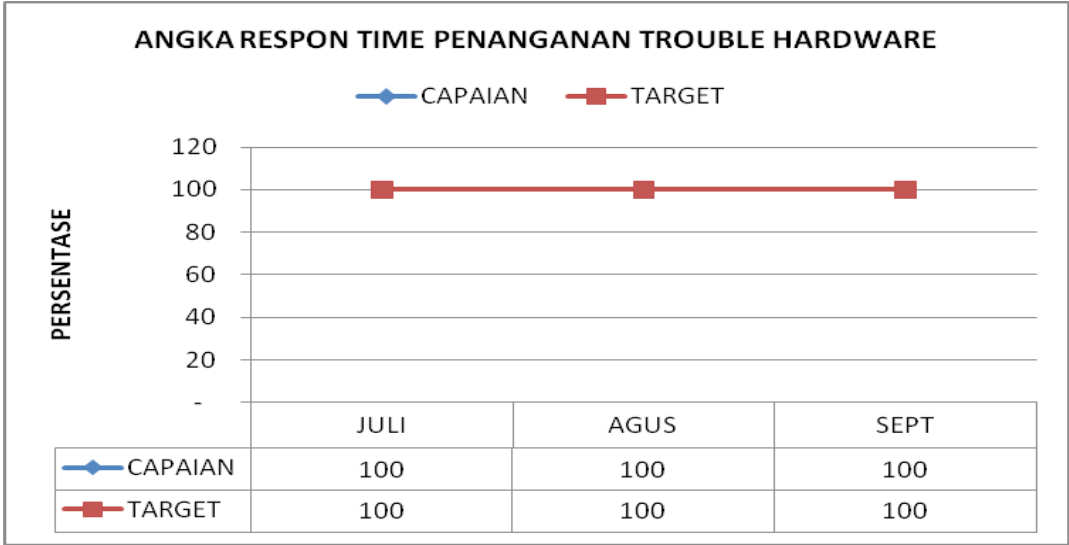 ANGKA RESPON TIME PENANGANAN TROUBLE HARDWARE
CAPAIAN TARGET
120
100
80
60
40
20
-
PERSENTASE
JULI AGUS SEPT
CAPAIAN 100 100 100
TARGET 100 100 100